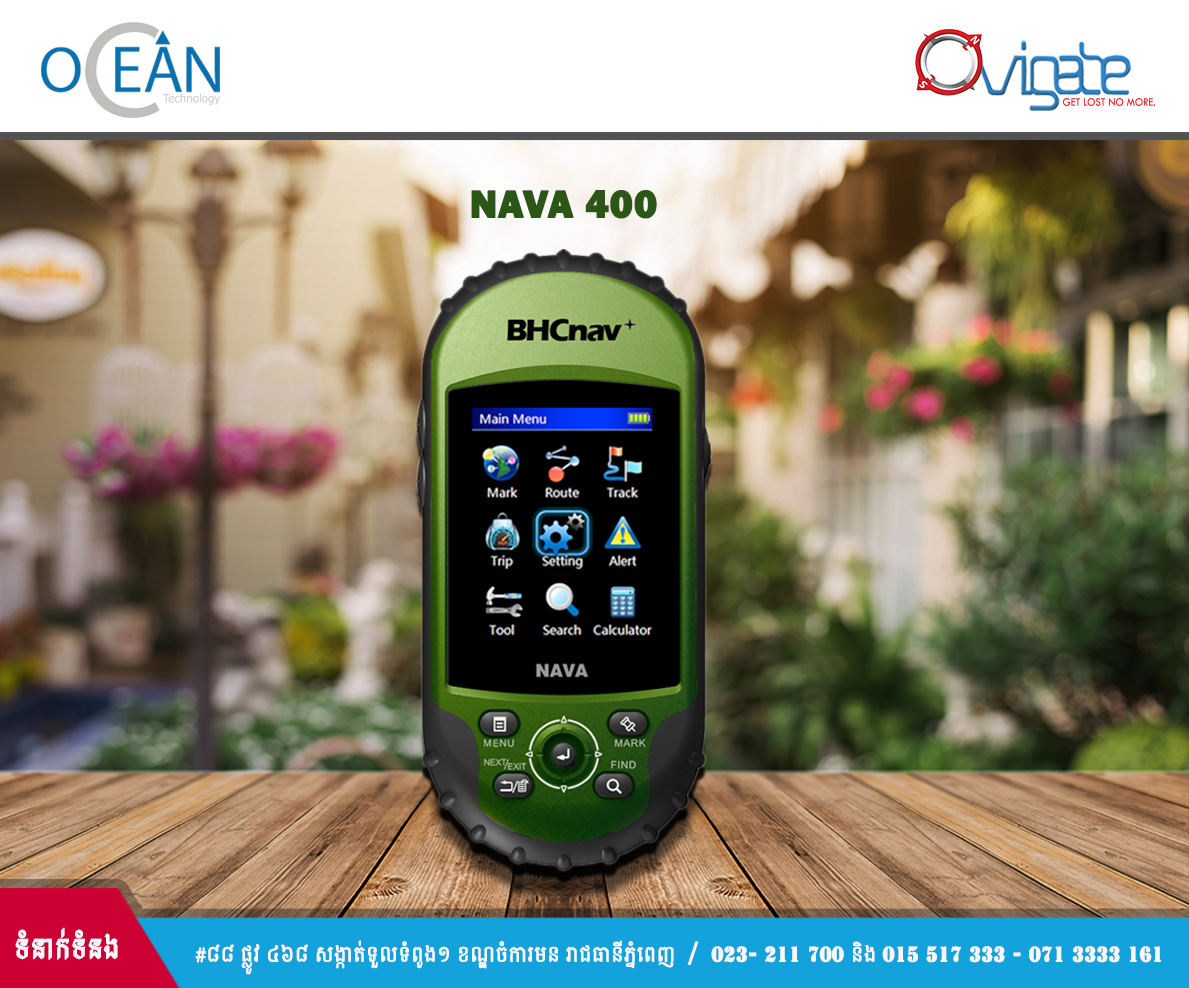 OCEAN
Technology
Ovigate
GET LOST NO MORE.
N
S
NAVA 400
BHCnav
Main Menu
Mark Route Track
Trip Setting Alert
Tool Search Calculator
NAVA
MENU MARK
NEXT/EXIT FIND
ទំនាក់ទំនង
#៨៨ ផ្លូវ ៤៦៨ សង្កាត់ទួលទំពូង១ ខណ្ឌចំការមន រាជធានីភ្នំពេញ / 023- 211 700 និង 015 517 333 - 071 3333 161